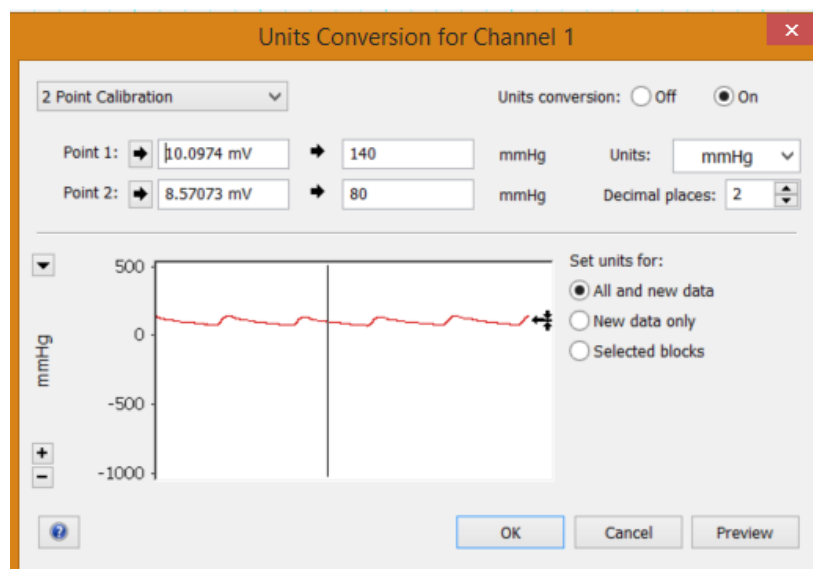 Units Conversion for Channel 1
2 Point Calibration
Units conversion: Off On
Point 1: 10.0974 mV 140 mmHg Units: mmHg
Point 2: 8.57073 mV 80 mmHg Decimal places: 2
500
0
-500
-1000
mmHg
Set units for:
All and new data
New data only
Selected blocks
OK Cancel Preview